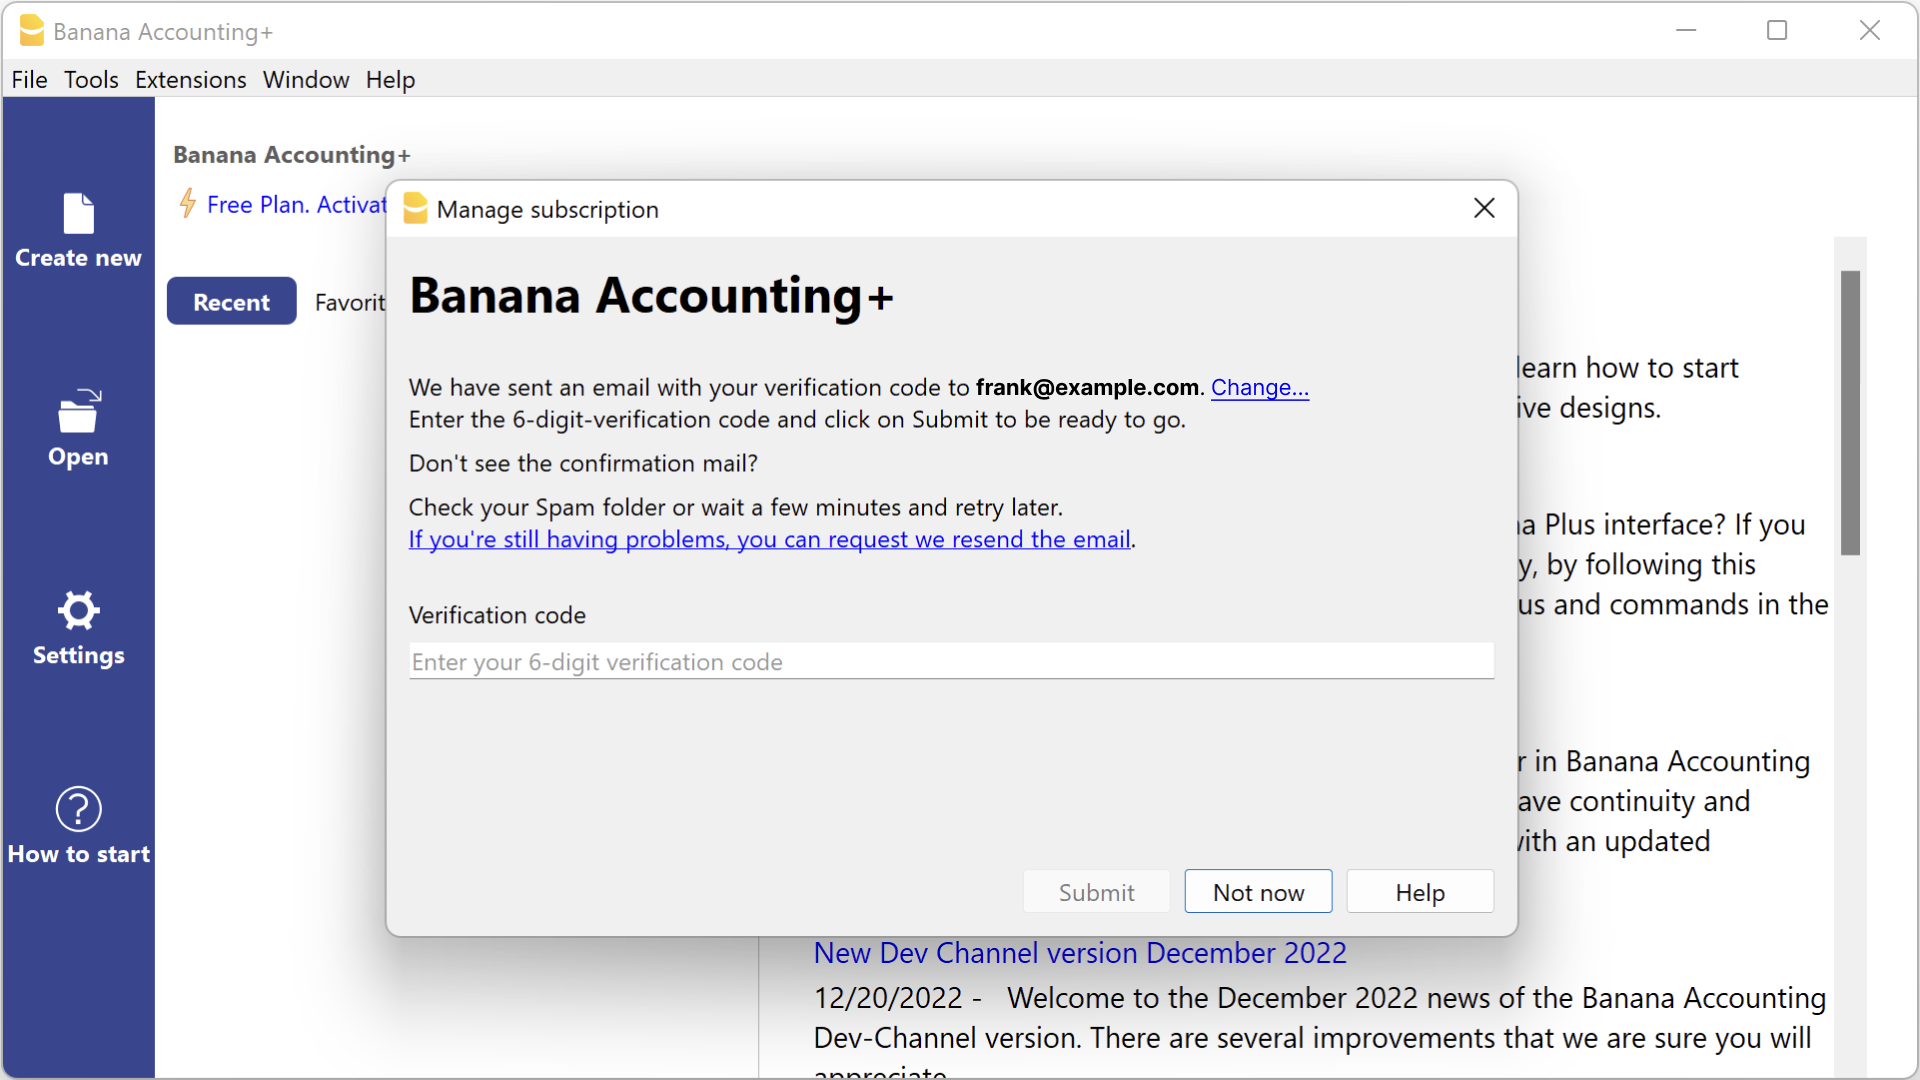 Banana Accounting+
File Tools Extensions Window Help
Create new
Open
Settings
How to start
Banana Accounting+
Free Plan.
Recent
Manage subscription
Banana Accounting+
We have sent an email with your verification code to frank@example.com. Change...
Enter the 6-digit-verification code and click on Submit to be ready to go.
Don't see the confirmation mail?
Check your Spam folder or wait a few minutes and retry later.
If you're still having problems, you can request we resend the email.
Verification code
Enter your 6-digit verification code
Submit Not now Help
learn how to start
designs.
Plus interface? If you
by following this
and commands in the
in Banana Accounting
continuity and
an updated
New Dev Channel version December 2022
12/20/2022 - Welcome to the December 2022 news of the Banana Accounting
Dev-Channel version. There are several improvements that we are sure you will